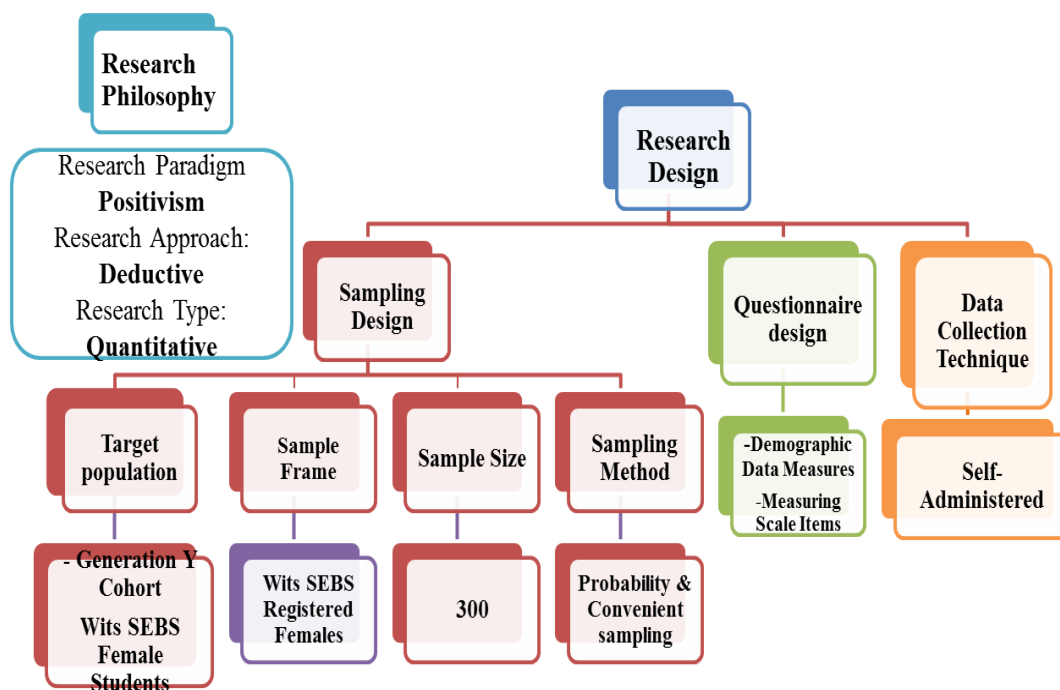 Research
Philosophy
Research Paradigm
Positivism
Research Approach:
Deductive
Research Type:
Quantitative
Research
Design
Sampling
Design
Questionnaire
design
Data
Collection
Technique
Target
population
Sample
Frame
Sample Size
Sampling
Method
-Demographic
Data Measures
-Measuring
Scale Items
Self-
Administered
- Generation Y
Cohort
Wits SEBS
Female
Students
Wits SEBS
Registered
Females
300
Probability &
Convenient
sampling